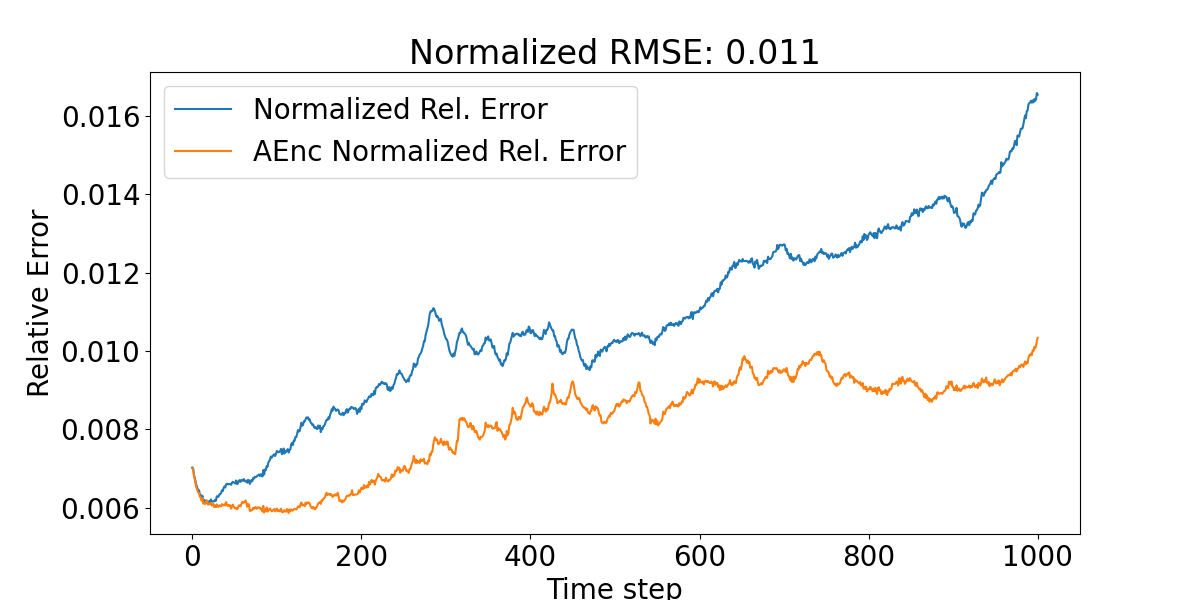 Normalized RMSE: 0.011
Normalized Rel. Error
AEnc Normalized Rel. Error
Relative Error
0.016
0.014
0.012
0.010
0.008
0.006
0 200 400 600 800 1000
Time step